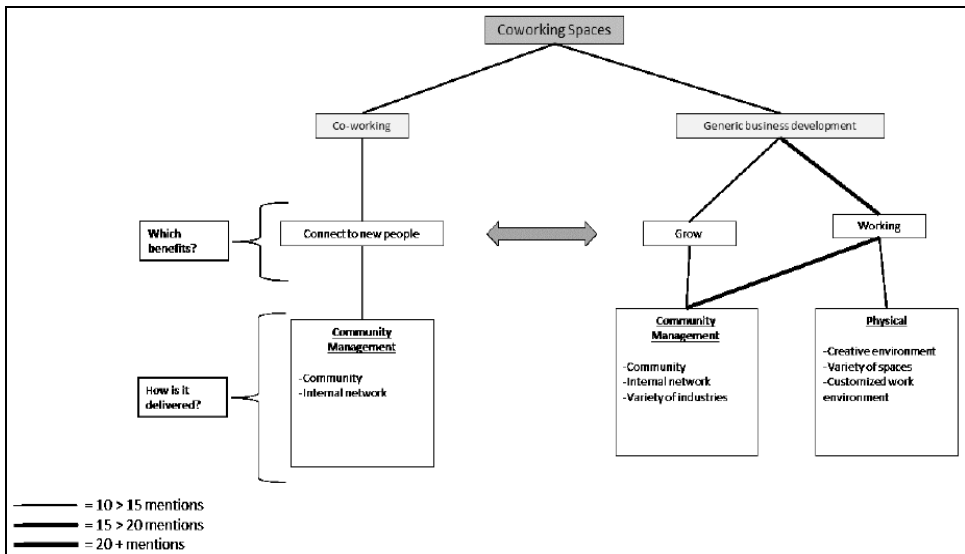 Coworking Spaces
Co-working
Generic business development
Which
benefits?
Connect to new people
Grow
Working
How is it
delivered?
Community
Management
-Community
-Internal network
Community
Management
-Community
-Internal network
-Variety of industries
Physical
-Creative environment
-Variety of spaces
-Customized work
environment
= 10 > 15 mentions
= 15 > 20 mentions
= 20 + mentions